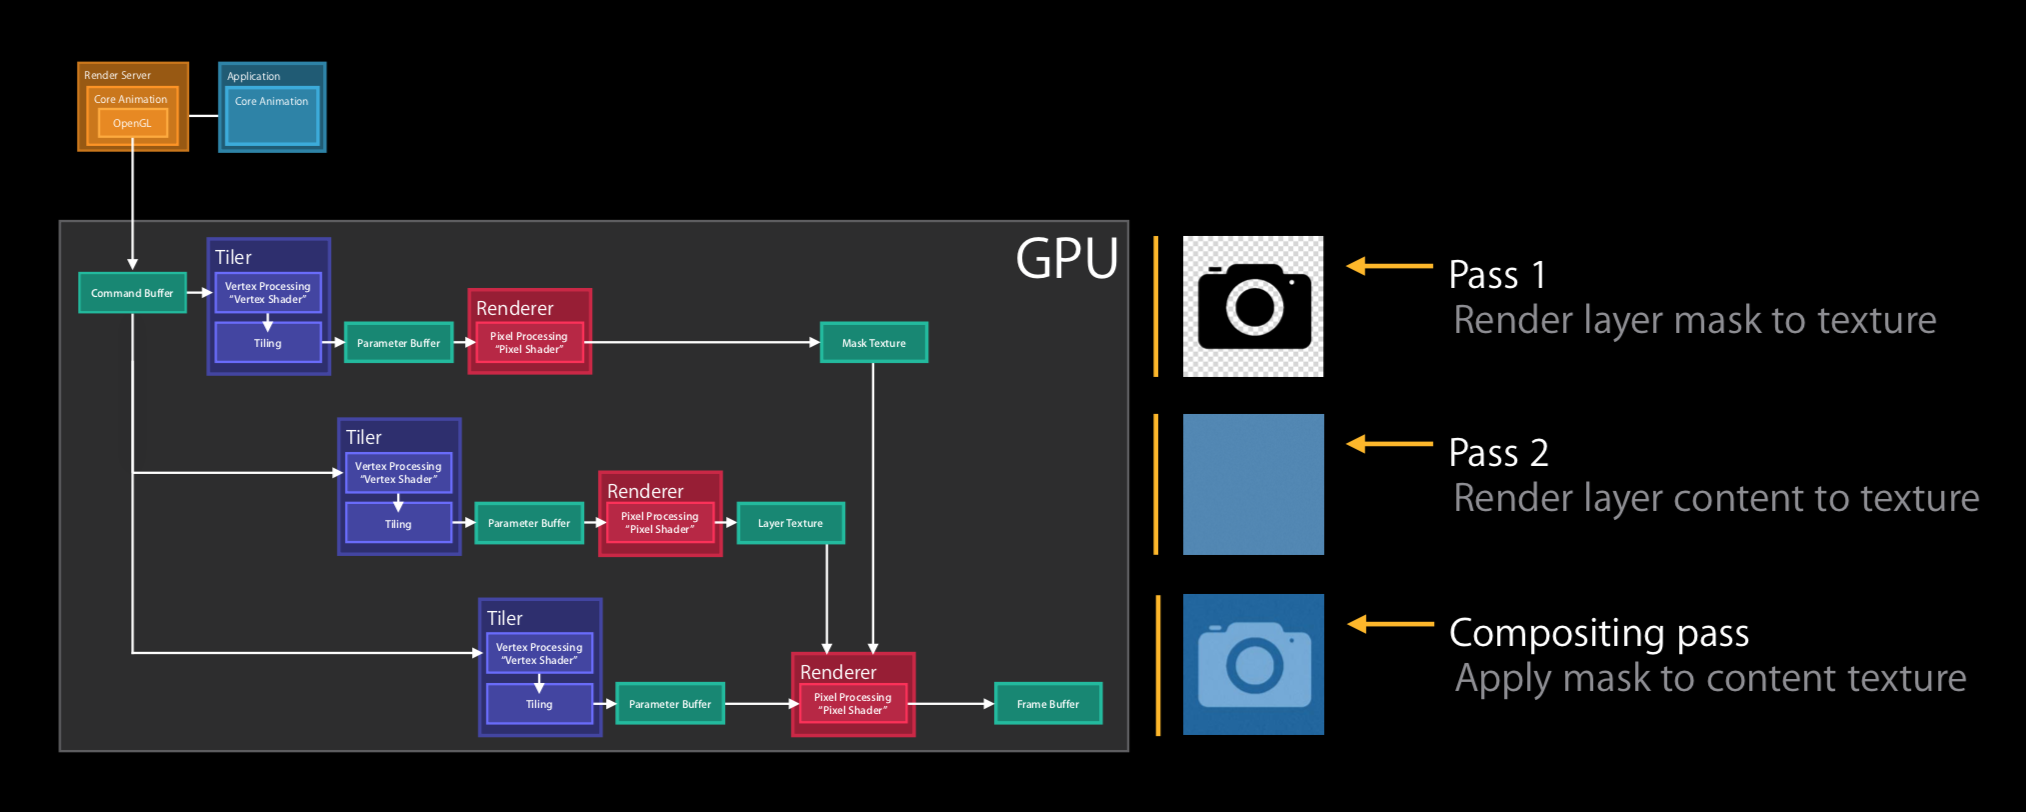 Render Server
Core Animation
OpenGL
Application
Core Animation
GPU
Command Buffer
Tiler
Vertex Processing
“Vertex Shader”
Tiling
Parameter Buffer
Renderer
Pixel Processing
“Pixel Shader”
Mask Texture
Pass 1
Render layer mask to texture
Tiler
Vertex Processing
“Vertex Shader”
Tiling
Parameter Buffer
Renderer
Pixel Processing
“Pixel Shader”
Layer Texture
Pass 2
Render layer content to texture
Tiler
Vertex Processing
“Vertex Shader”
Tiling
Parameter Buffer
Renderer
Pixel Processing
“Pixel Shader”
Frame Buffer
Compositing pass
Apply mask to content texture